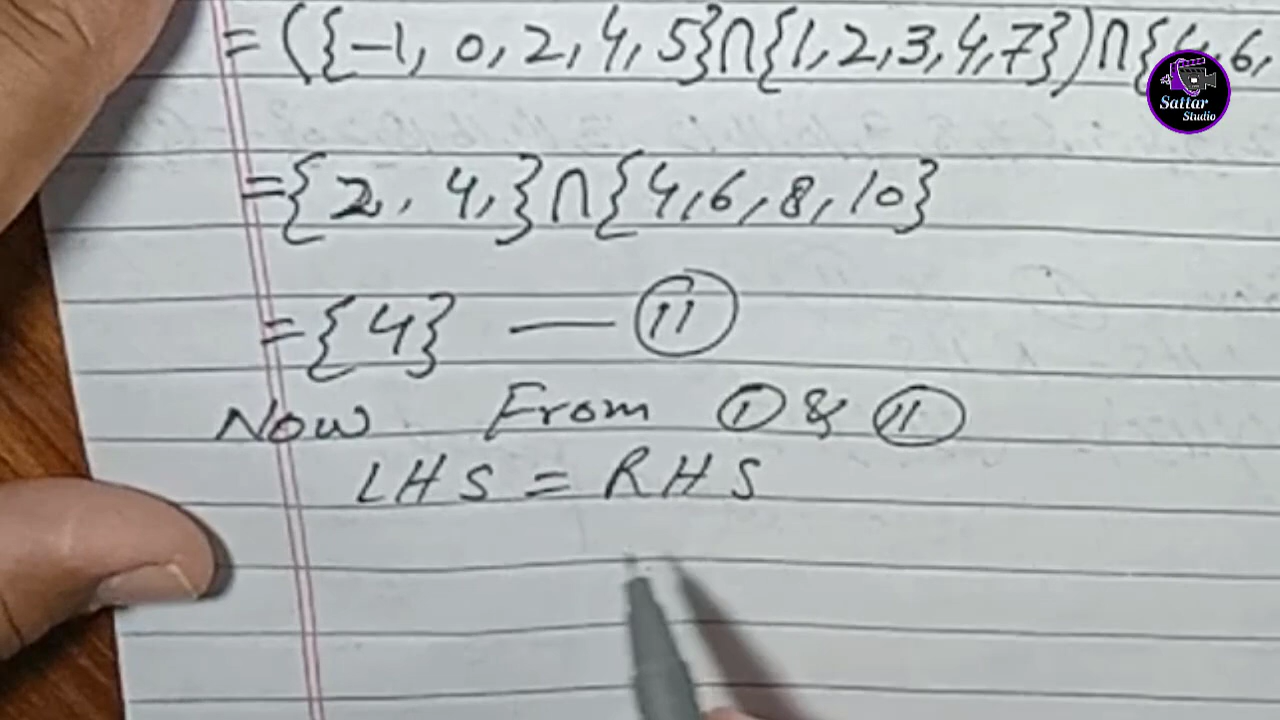 = ({-1, 0, 2, 4, 5}∩{1, 2, 3, 4, 7})∩{4, 6,
Sattar
Studio
={2, 4,}∩{4, 6, 8, 10}
={4} — II
Now From I & II
LHS = RHS